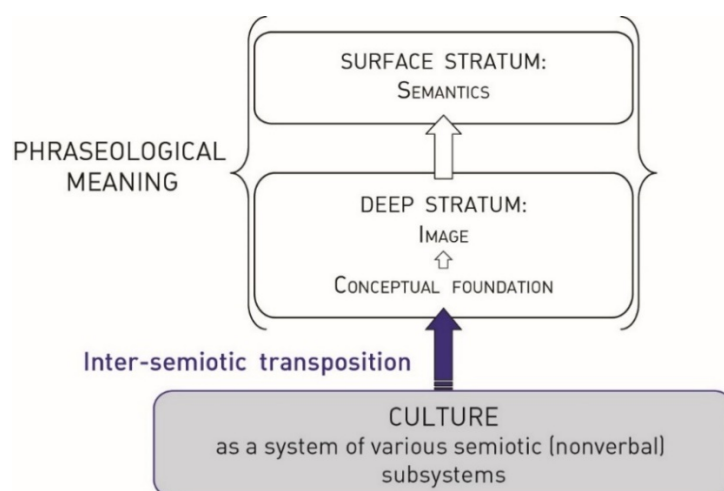 SURFACE STRATUM:
SEMANTICS
PHRASEOLOGICAL
MEANING
DEEP STRATUM:
IMAGE
CONCEPTUAL FOUNDATION
Inter-semiotic transposition
CULTURE
as a system of various semiotic (nonverbal)
subsystems